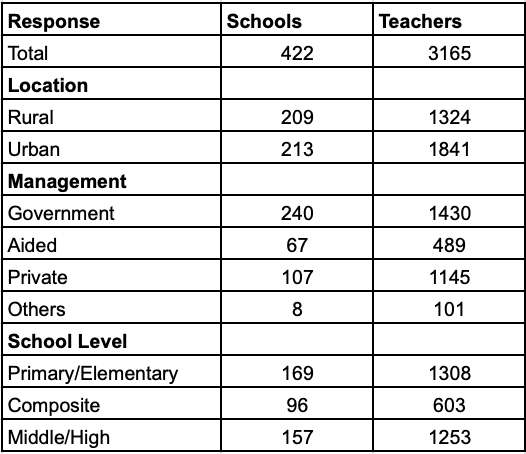 Response Schools Teachers
Total 422 3165
Location
Rural 209 1324
Urban 213 1841
Management
Government 240 1430
Aided 67 489
Private 107 1145
Others 8 101
School Level
Primary/Elementary 169 1308
Composite 96 603
Middle/High 157 1253